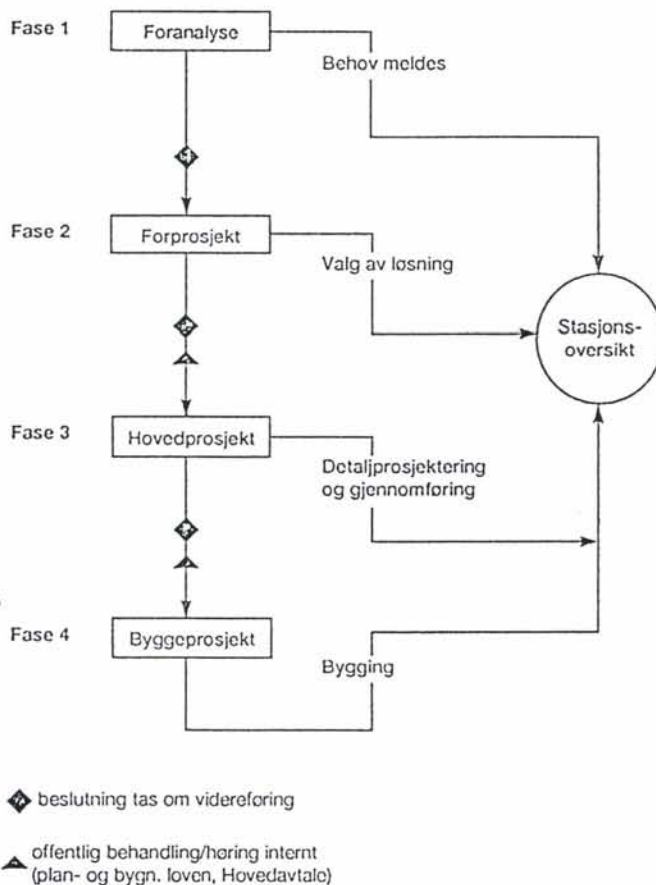 Fase 1
Foranalyse
Behov meldes
Fase 2
Forprosjekt
Valg av løsning
Stasjons-
oversikt
Fase 3
Hovedprosjekt
Detaljprosjektering
og gjennomføring
Fase 4
Byggeprosjekt
Bygging
beslutning tas om videreføring
offentlig behandling/høring internt
(plan- og bygn. loven, Hovedavtale)